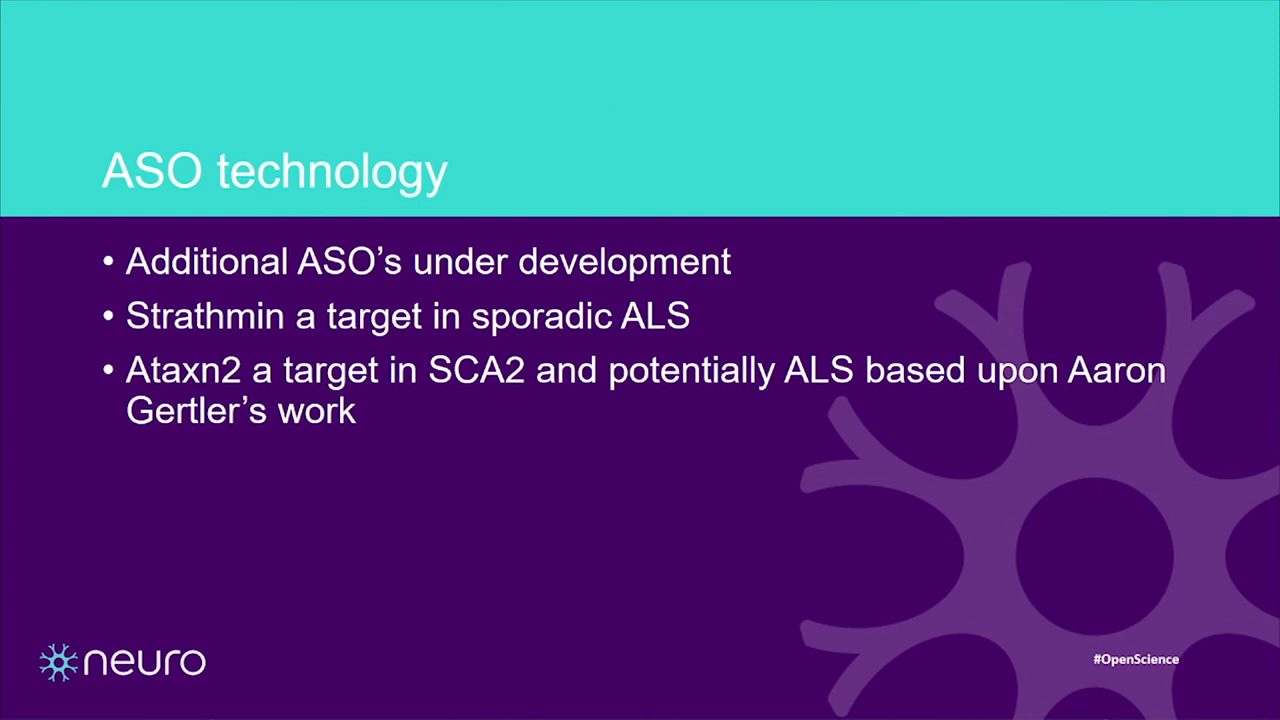 ASO technology
• Additional ASO’s under development
• Strathmin a target in sporadic ALS
• Ataxn2 a target in SCA2 and potentially ALS based upon Aaron
Gertler’s work
neuro
#OpenScience